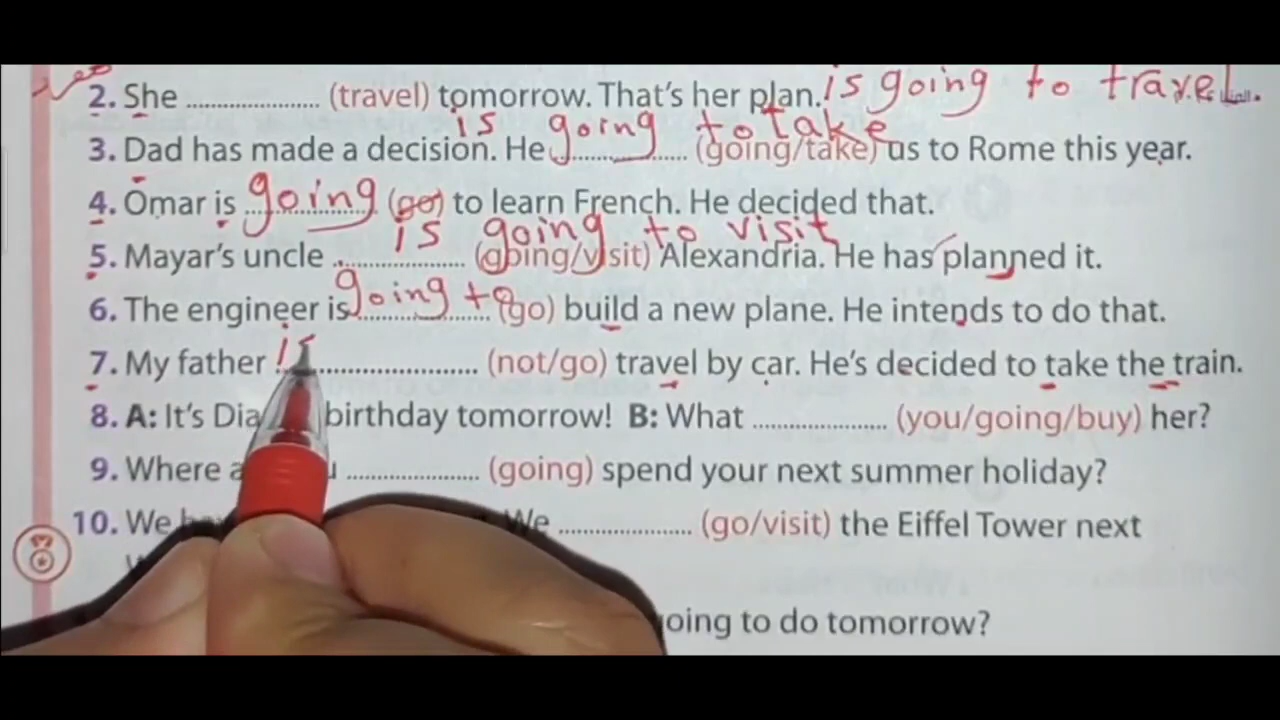 2. She .................... (travel) tomorrow. That's her plan. is going to travel.
is going to take
3. Dad has made a decision. He .................... (going/take) us to Rome this year.
4. Omar is going (go) to learn French. He decided that.
is going to visit
5. Mayar's uncle .................... (going/visit) Alexandria. He has planned it.
6. The engineer is going to (go) build a new plane. He intends to do that.
is
7. My father .................... (not/go) travel by car. He's decided to take the train.
8. A: It's birthday tomorrow! B: What .................... (you/going/buy) her?
9. Where .................... (going) spend your next summer holiday?
10. We We .................... (go/visit) the Eiffel Tower next
to do tomorrow?